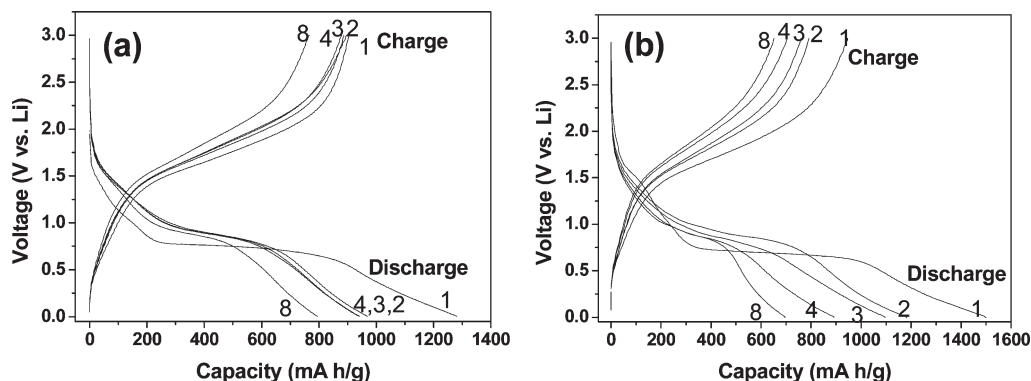 (a)
8
4
3 2
1
Charge
Discharge
8
4,3,2
1
3.0
2.5
2.0
1.5
1.0
0.5
0.0
Voltage (V vs. Li)
0 200 400 600 800 1000 1200 1400
Capacity (mA h/g)
(b)
8 4 3 2 1
Charge
Discharge
8 4 3 2 1
3.0
2.5
2.0
1.5
1.0
0.5
0.0
Voltage (V vs. Li)
0 200 400 600 800 1000 1200 1400 1600
Capacity (mA h/g)